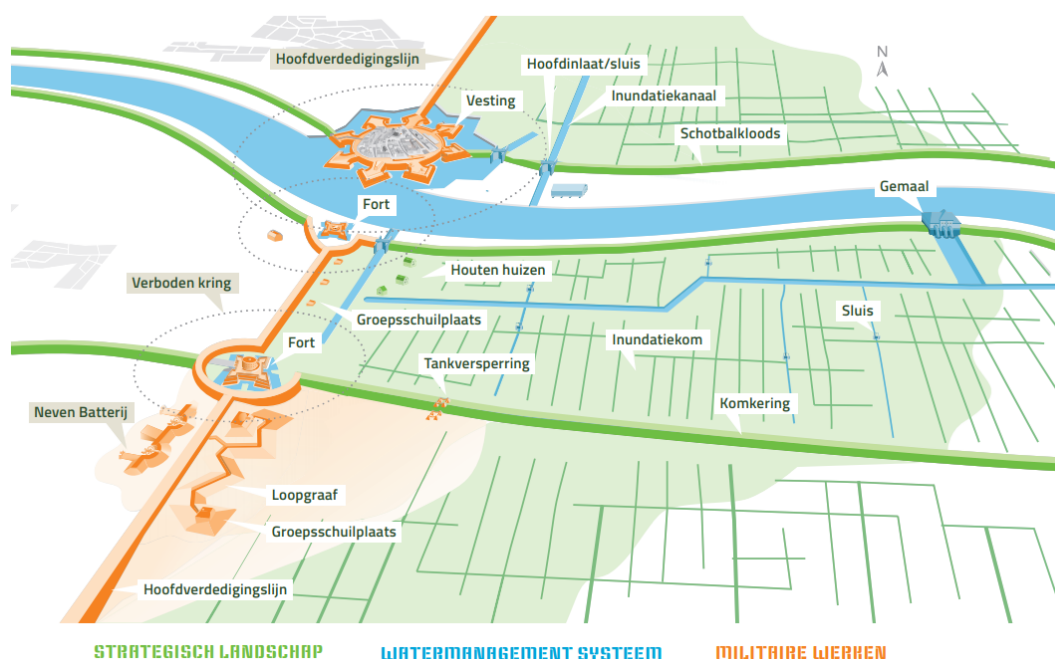 Hoofdverdedigingslijn
N
Hoofdinlaat/sluis
Vesting
Inundatiekanaal
Schotbalkloods
Gemaal
Fort
Houten huizen
Verboden kring
Groepsschuilplaats
Sluis
Fort
Inundatiekom
Tankversperring
Komkering
Neven Batterij
Loopgraaf
Groepsschuilplaats
Hoofdverdedigingslijn
STRATEGISCH LANDSCHAP
WATERMANAGEMENT SYSTEEM
MILITAIRE WERKEN